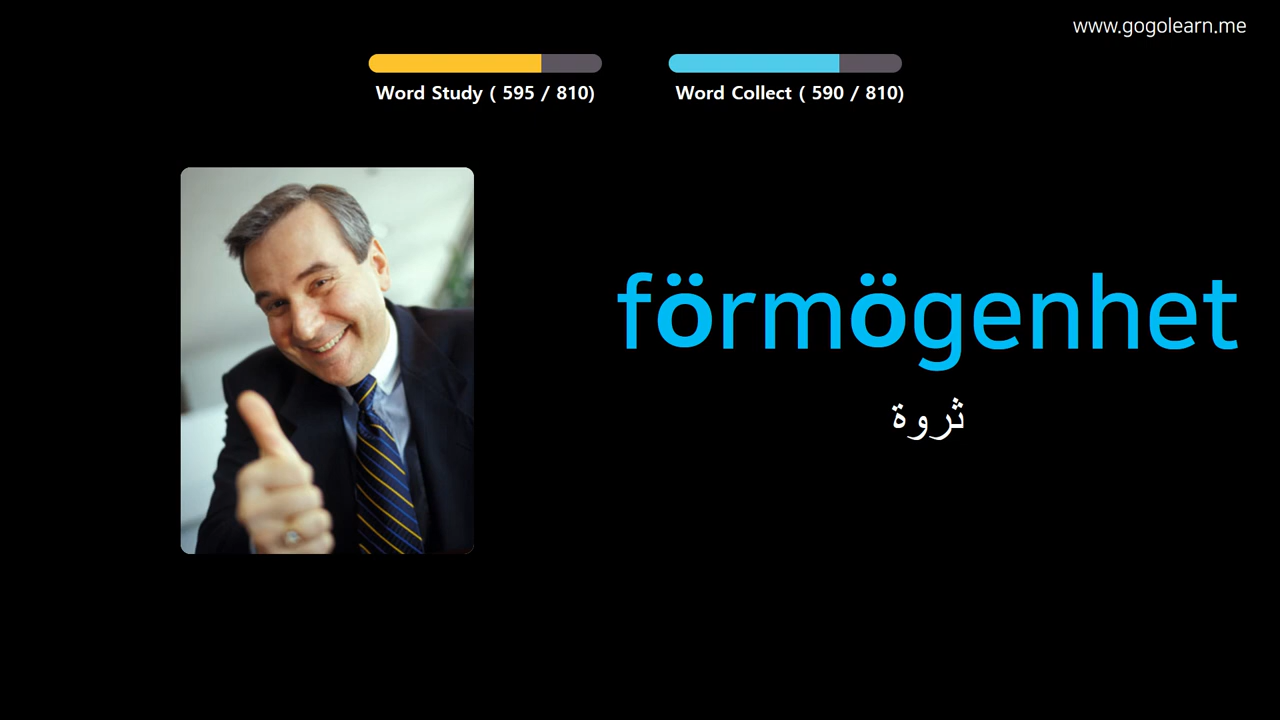 www.gogolearn.me
Word Study ( 595 / 810)
Word Collect ( 590 / 810)
förmögenhet
ثروة